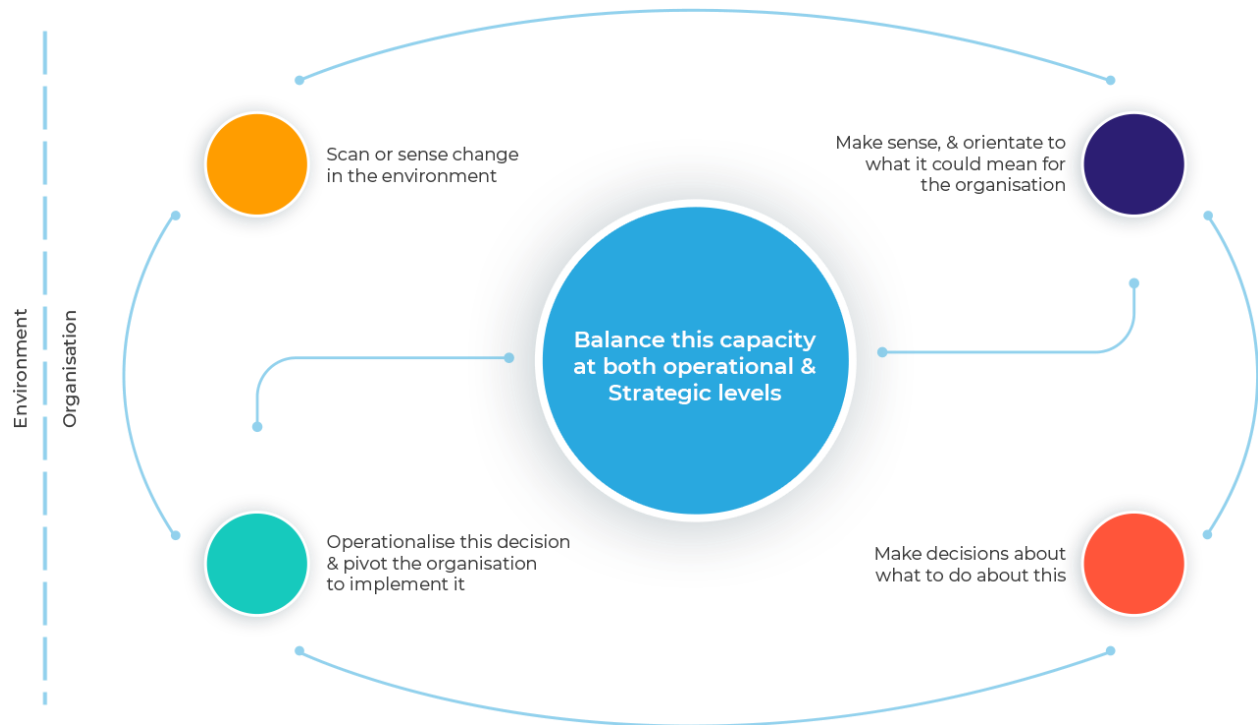 Scan or sense change
in the environment
Make sense, & orientate to
what it could mean for
the organisation
Balance this capacity
at both operational &
Strategic levels
Environment
Organisation
Operationalise this decision
& pivot the organisation
to implement it
Make decisions about
what to do about this